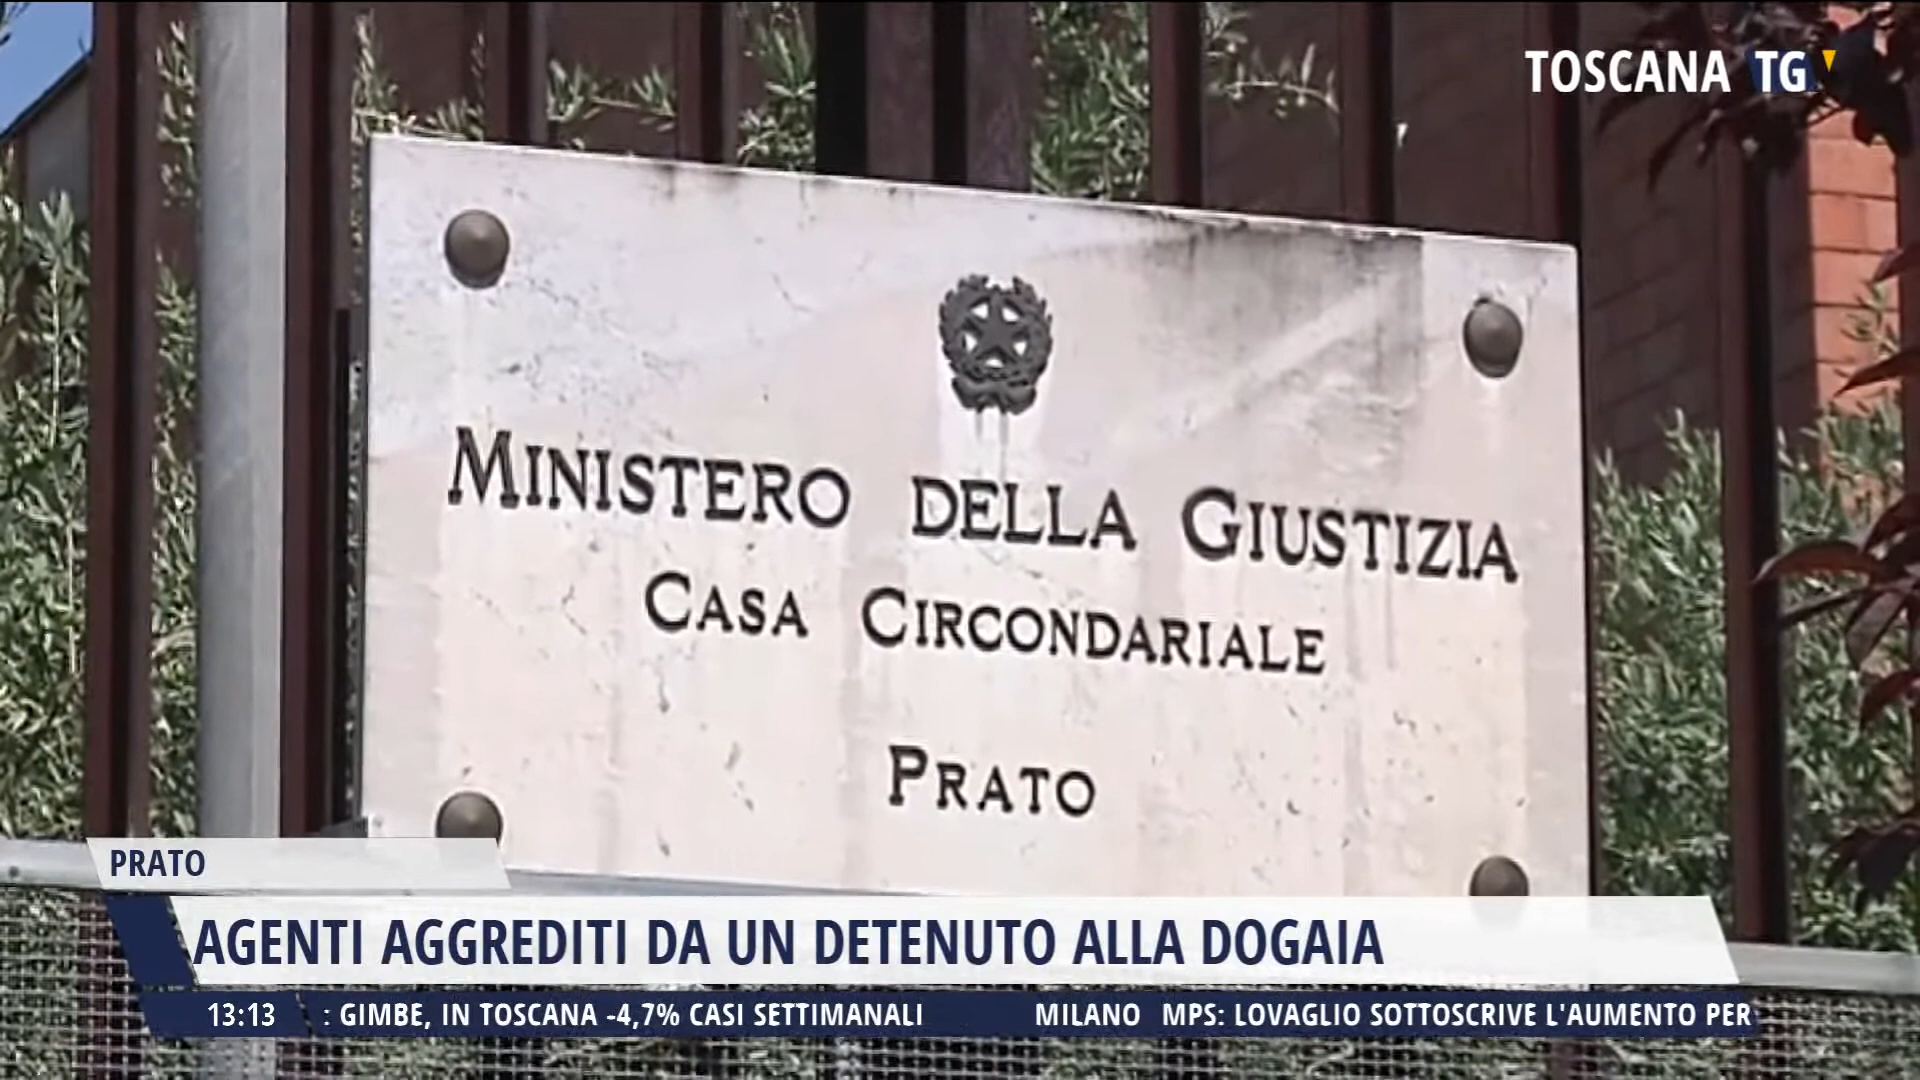 TOSCANA TG
MINISTERO DELLA GIUSTIZIA
CASA CIRCONDARIALE
PRATO
PRATO
AGENTI AGGREDITI DA UN DETENUTO ALLA DOGAIA
13:13 : GIMBE, IN TOSCANA -4,7% CASI SETTIMANALI MILANO MPS: LOVAGLIO SOTTOSCRIVE L'AUMENTO PER